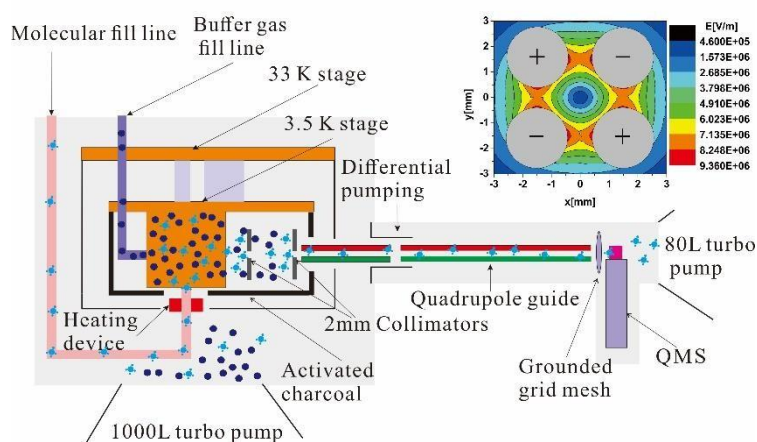 Molecular fill line
Buffer gas
fill line
33 K stage
3.5 K stage
Differential
pumping
80L turbo
pump
Quadrupole guide
2mm Collimators
Heating
device
Activated
charcoal
Grounded
grid mesh
QMS
1000L turbo pump
y[mm]
3
2
1
0
-1
-2
-3
-3
-2
-1
0
1
2
3
x[mm]
+
−
−
+
E[V/m]
4.600E+05
1.573E+06
2.685E+06
3.798E+06
4.910E+06
6.023E+06
7.135E+06
8.248E+06
9.360E+06